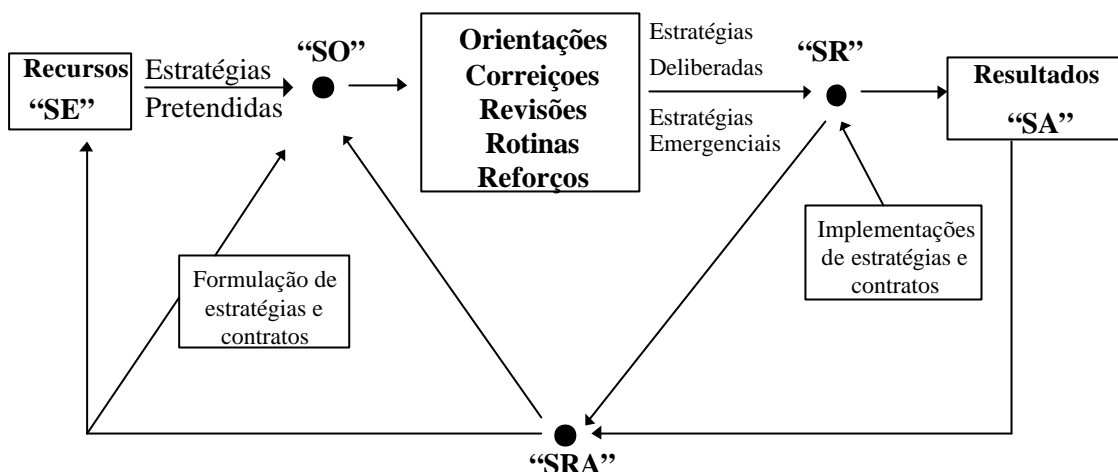 Recursos
“SE”
Estratégias
Pretendidas
“SO”
Orientações
Correiçoes
Revisões
Rotinas
Reforços
Estratégias
Deliberadas
Estratégias
Emergenciais
“SR”
Resultados
“SA”
Formulação de
estratégias e
contratos
Implementações
de estratégias e
contratos
“SRA”